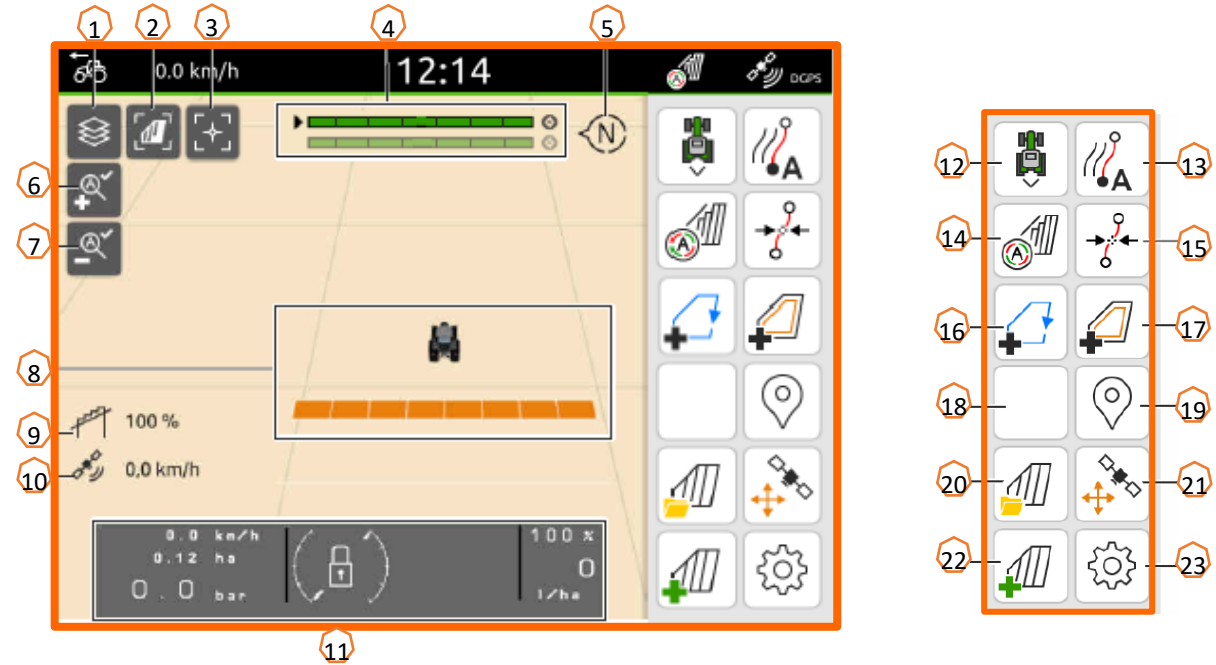 1 2 3 4 5
0.0 km/h 12:14 A DGPS
N
A
A
A
6
7
A
8
9 100 %
10 0,0 km/h
0.0 km/h
0.12 ha
0.0 bar
100 %
0
l/ha
11
12 13
A
14 A 15
16 17
18 19
20 21
22 23